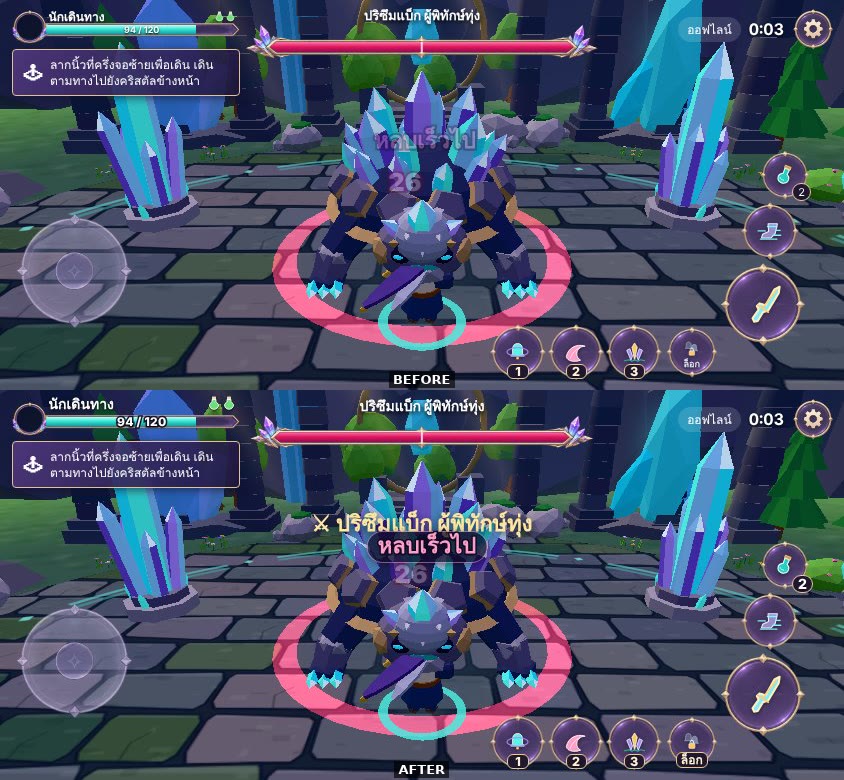 นักเดินทาง
94 / 120
ปริซึมแบ็ก ผู้พิทักษ์ทุ่ง
ออฟไลน์
0:03
ลากนิ้วที่ครึ่งจอซ้ายเพื่อเดิน เดิน
ตามทางไปยังคริสตัลข้างหน้า
หลบเร็วไป
26
2
1
2
3
ล็อก
BEFORE
นักเดินทาง
94 / 120
ปริซึมแบ็ก ผู้พิทักษ์ทุ่ง
ออฟไลน์
0:03
ลากนิ้วที่ครึ่งจอซ้ายเพื่อเดิน เดิน
ตามทางไปยังคริสตัลข้างหน้า
⚔ ปริซึมแบ็ก ผู้พิทักษ์ทุ่ง
หลบเร็วไป
26
2
1
2
3
ล็อก
AFTER